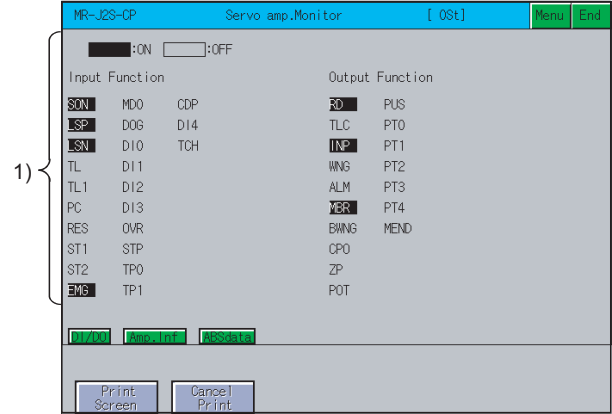 MR-J2S-CP Servo amp.Monitor [ 0St] Menu End
:ON :OFF
Input Function Output Function
SON MD0 CDP RD PUS
LSP DOG DI4 TLC PT0
LSN DI0 TCH INP PT1
1) TL DI1 WNG PT2
TL1 DI2 ALM PT3
PC DI3 MBR PT4
RES OVR BWNG MEND
ST1 STP CPO
ST2 TP0 ZP
EMG TP1 POT
DI/DO Amp.Inf ABSdata
Print Screen Cancel Print